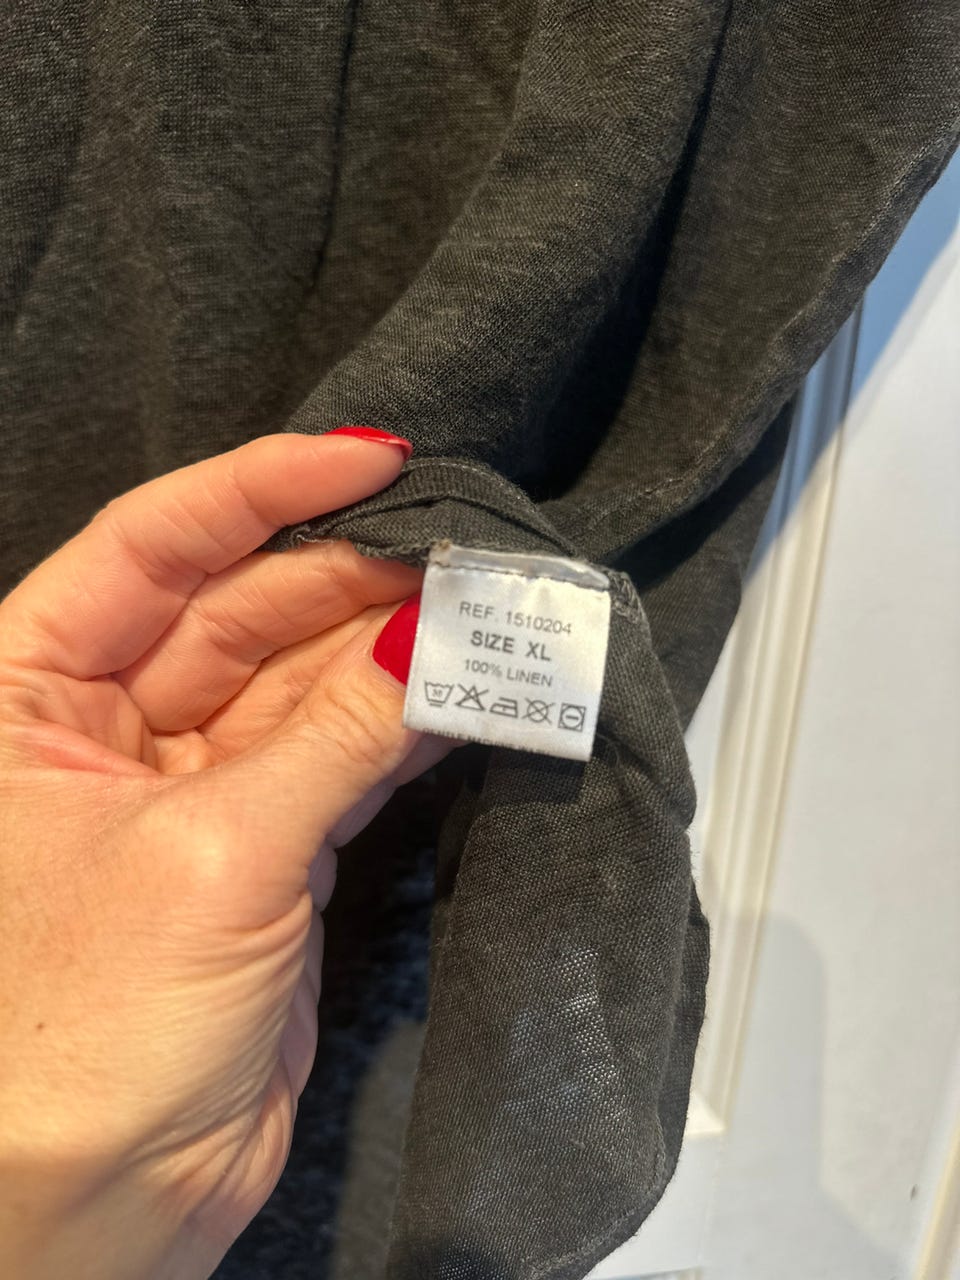 REF. 1510204
SIZE XL
100% LINEN